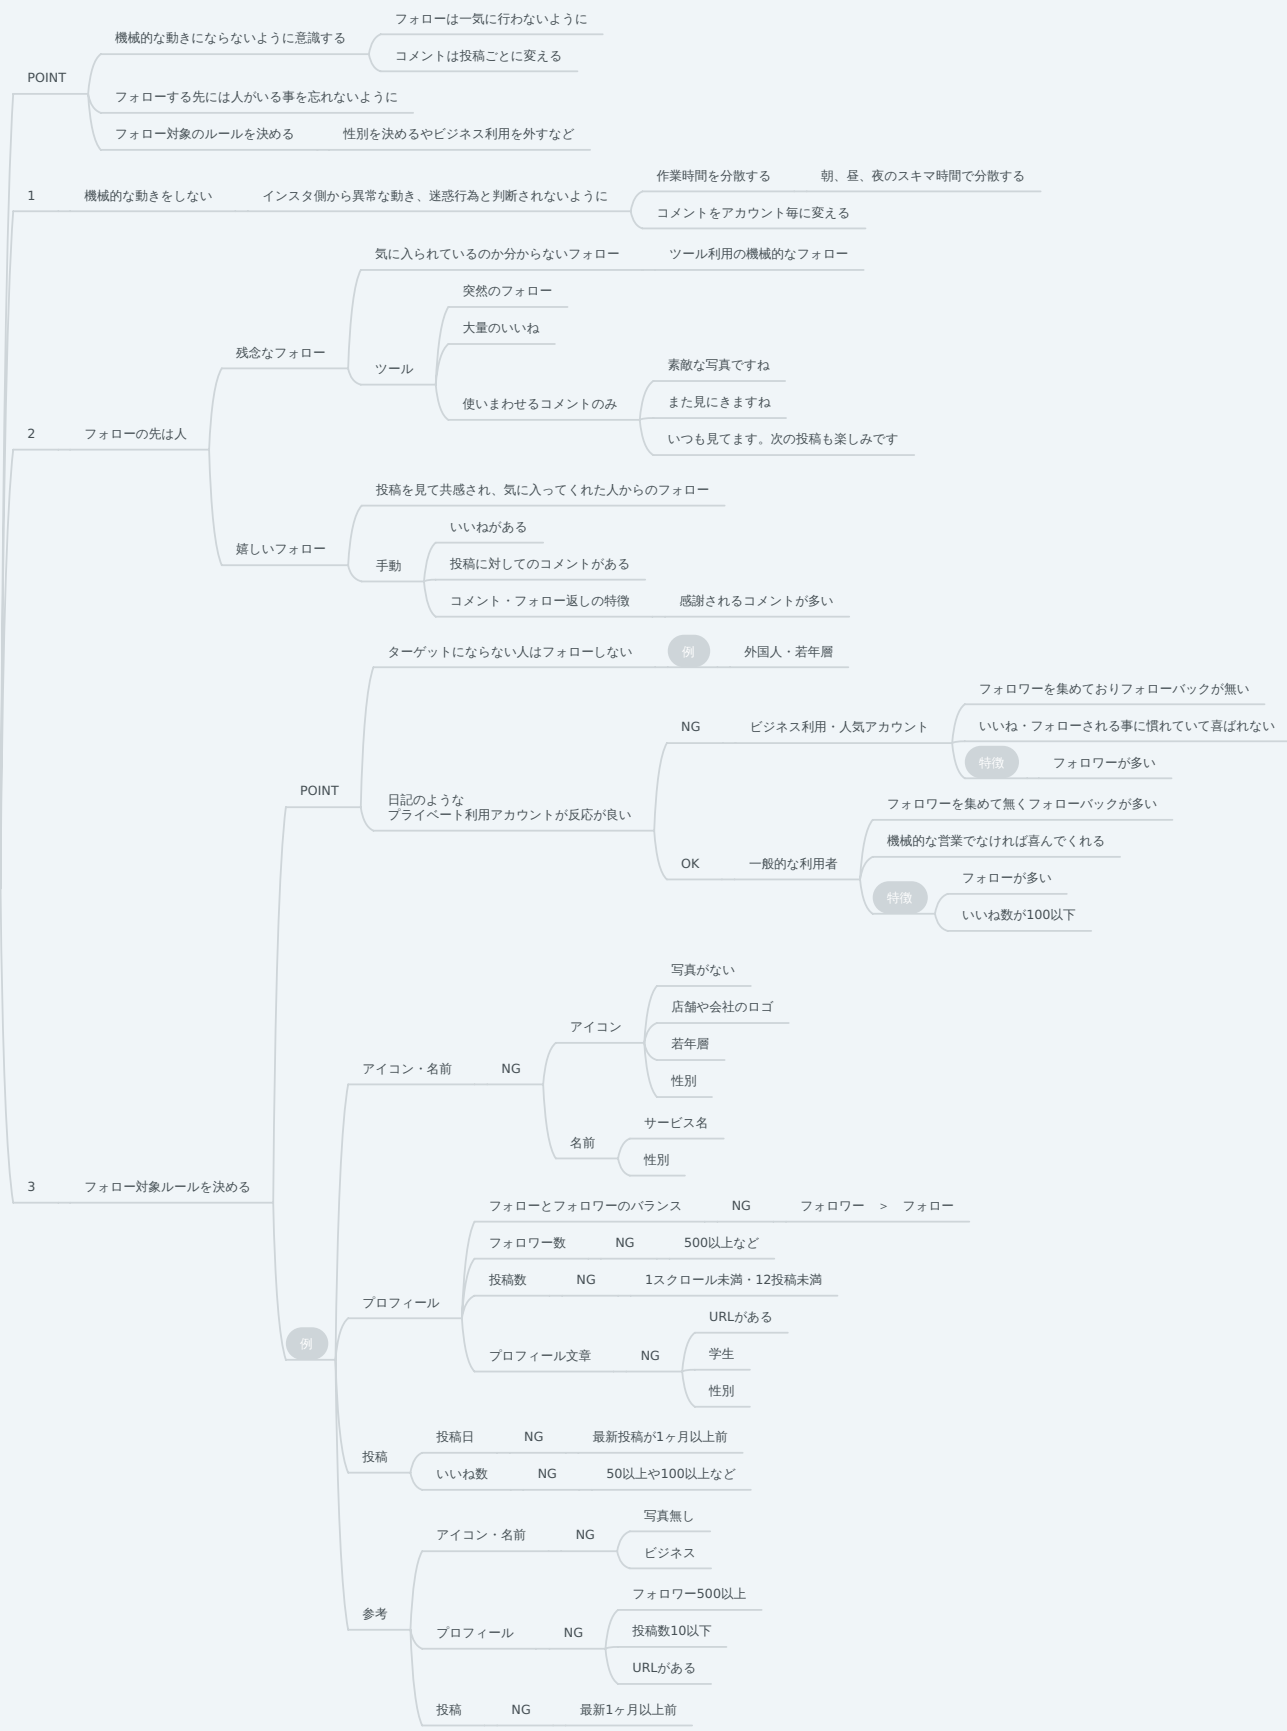 POINT
機械的な動きにならないように意識する
フォローは一気に行わないように
コメントは投稿ごとに変える
フォローする先には人がいる事を忘れないように
フォロー対象のルールを決める
性別を決めるやビジネス利用を外すなど
1
機械的な動きをしない
インスタ側から異常な動き、迷惑行為と判断されないように
作業時間を分散する
朝、昼、夜のスキマ時間で分散する
コメントをアカウント毎に変える
2
フォローの先は人
残念なフォロー
気に入られているのか分からないフォロー
ツール利用の機械的なフォロー
ツール
突然のフォロー
大量のいいね
使いまわせるコメントのみ
素敵な写真ですね
また見にきますね
いつも見てます。次の投稿も楽しみです
嬉しいフォロー
投稿を見て共感され、気に入ってくれた人からのフォロー
手動
いいねがある
投稿に対してのコメントがある
コメント・フォロー返しの特徴
感謝されるコメントが多い
3
フォロー対象ルールを決める
POINT
ターゲットにならない人はフォローしない
例
外国人・若年層
日記のような
プライベート利用アカウントが反応が良い
NG
ビジネス利用・人気アカウント
フォロワーを集めておりフォローバックが無い
いいね・フォローされる事に慣れていて喜ばれない
特徴
フォロワーが多い
OK
一般的な利用者
フォロワーを集めて無くフォローバックが多い
機械的な営業でなければ喜んでくれる
特徴
フォローが多い
いいね数が100以下
例
アイコン・名前
NG
アイコン
写真がない
店舗や会社のロゴ
若年層
性別
名前
サービス名
性別
プロフィール
フォローとフォロワーのバランス
NG
フォロワー　＞　フォロー
フォロワー数
NG
500以上など
投稿数
NG
1スクロール未満・12投稿未満
プロフィール文章
NG
URLがある
学生
性別
投稿
投稿日
NG
最新投稿が1ヶ月以上前
いいね数
NG
50以上や100以上など
参考
アイコン・名前
NG
写真無し
ビジネス
プロフィール
NG
フォロワー500以上
投稿数10以下
URLがある
投稿
NG
最新1ヶ月以上前